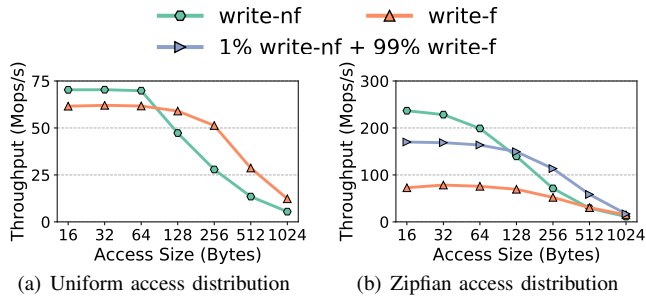 write-nf
write-f
1% write-nf + 99% write-f
Throughput (Mops/s)
75
50
25
0
16 32 64 128 256 512 1024
Access Size (Bytes)
(a) Uniform access distribution
Throughput (Mops/s)
300
200
100
0
16 32 64 128 256 512 1024
Access Size (Bytes)
(b) Zipfian access distribution